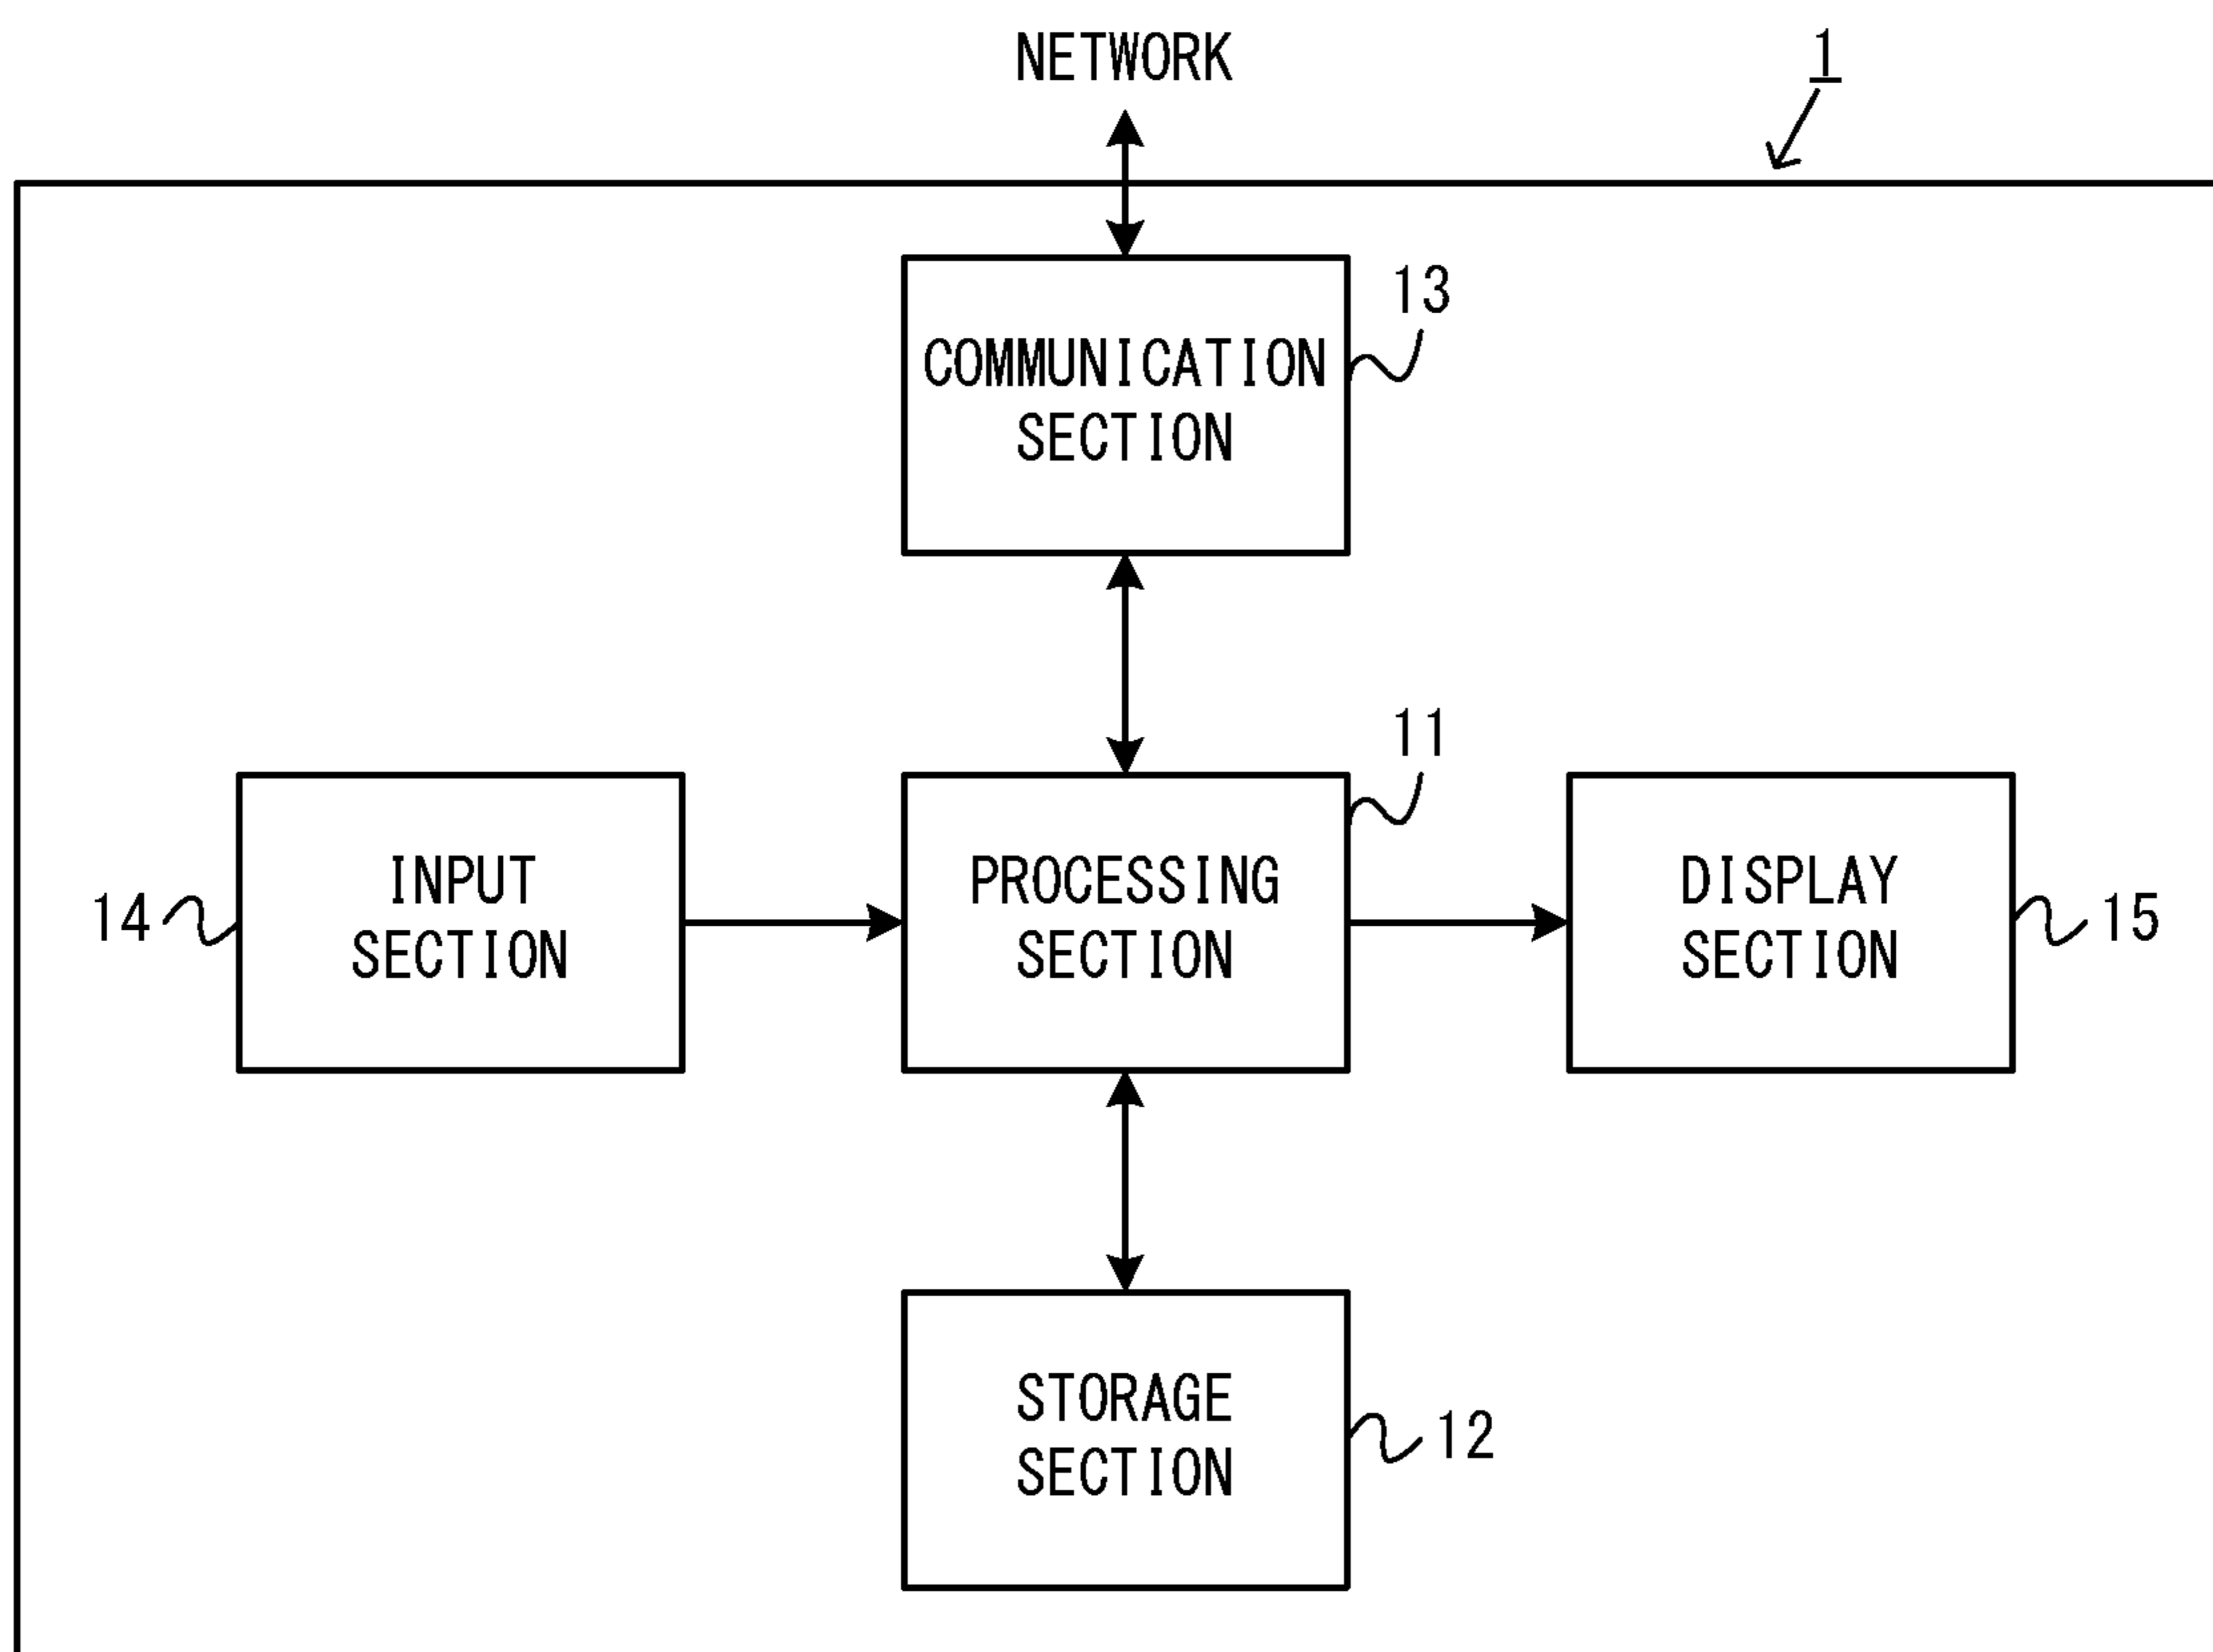 NETWORK
1
COMMUNICATION
SECTION
13
11
INPUT
SECTION
14
PROCESSING
SECTION
DISPLAY
SECTION
15
STORAGE
SECTION
12